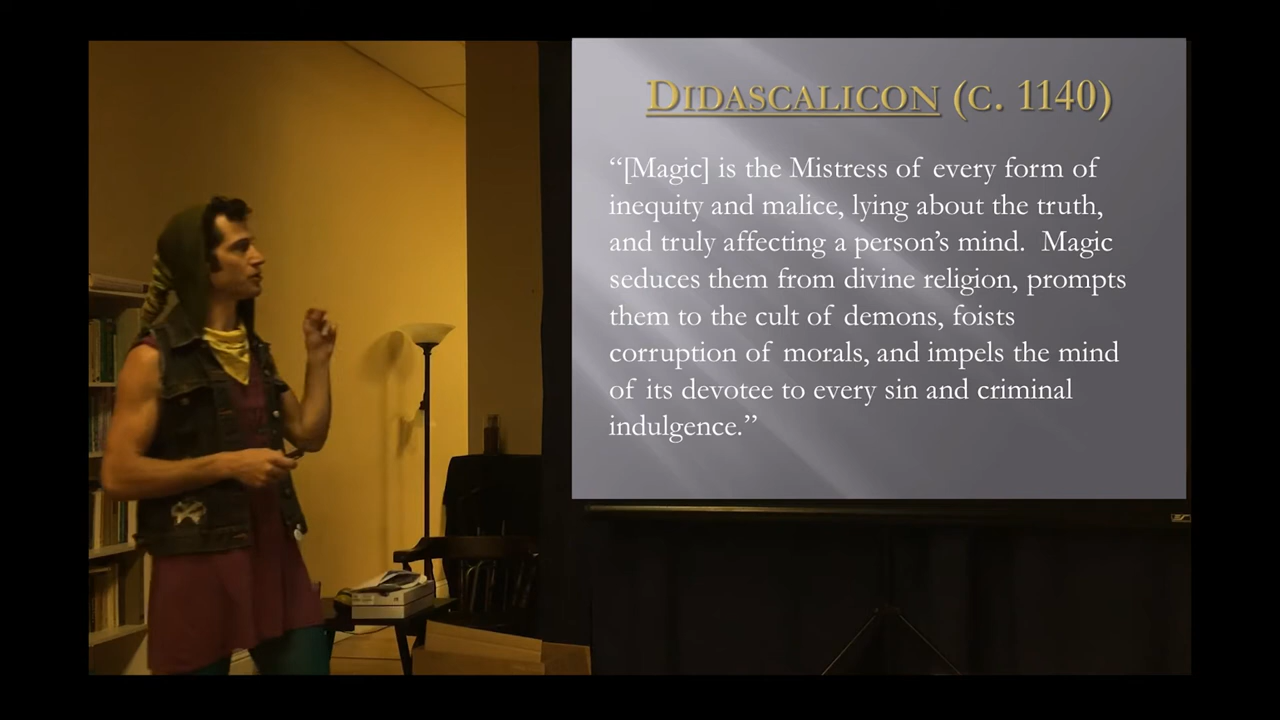 DIDASCALICON (C. 1140)
“[Magic] is the Mistress of every form of
inequity and malice, lying about the truth,
and truly affecting a person’s mind.  Magic
seduces them from divine religion, prompts
them to the cult of demons, foists
corruption of morals, and impels the mind
of its devotee to every sin and criminal
indulgence.”